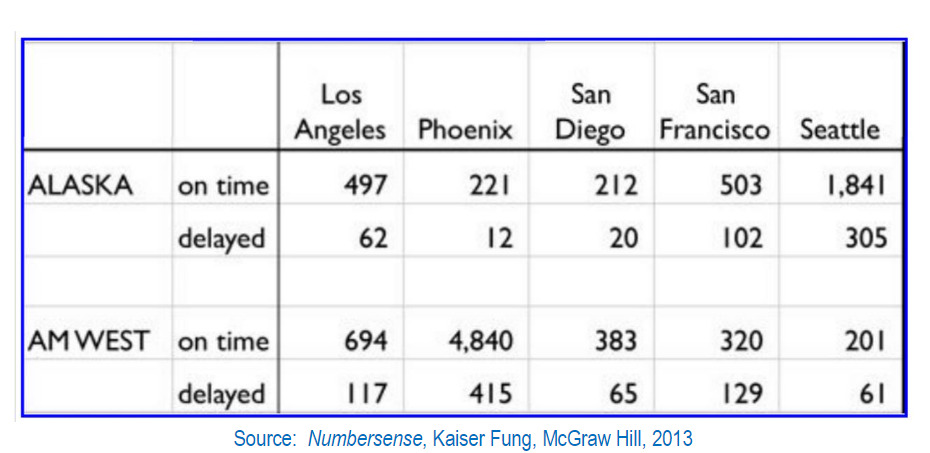 Los Angeles Phoenix San Diego San Francisco Seattle
ALASKA on time 497 221 212 503 1,841
delayed 62 12 20 102 305
AM WEST on time 694 4,840 383 320 201
delayed 117 415 65 129 61
Source: Numbersense, Kaiser Fung, McGraw Hill, 2013